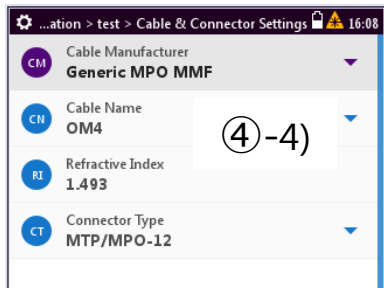 ...ation > test > Cable & Connector Settings 16:08
CM Cable Manufacturer
Generic MPO MMF
CN Cable Name
OM4
④-4)
RI Refractive Index
1.493
CT Connector Type
MTP/MPO-12